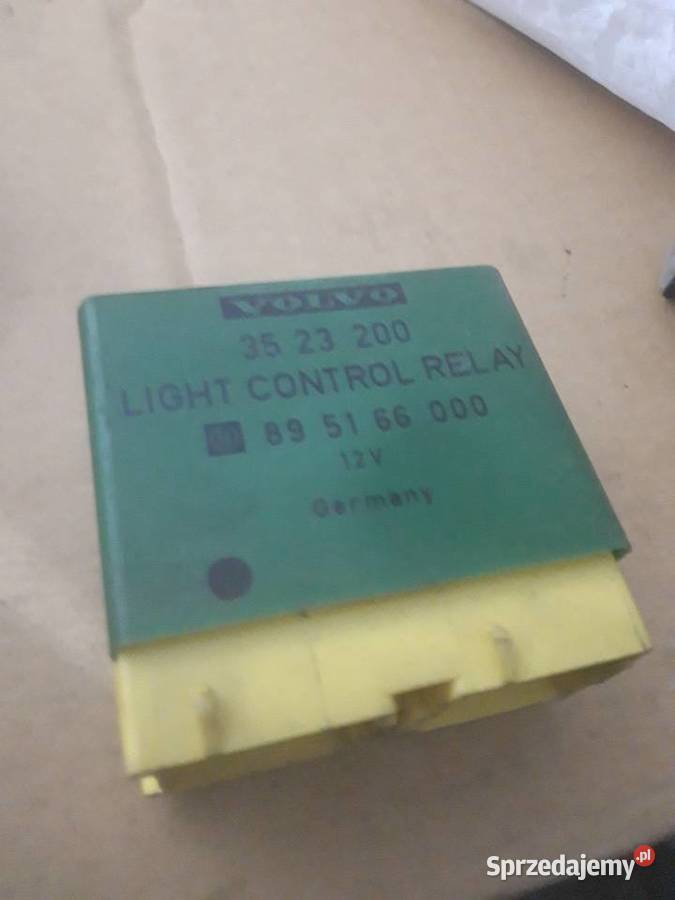 VOLVO
35 23 200
LIGHT CONTROL RELAY
89 51 66 000
12V
Germany
Sprzedajemy.pl